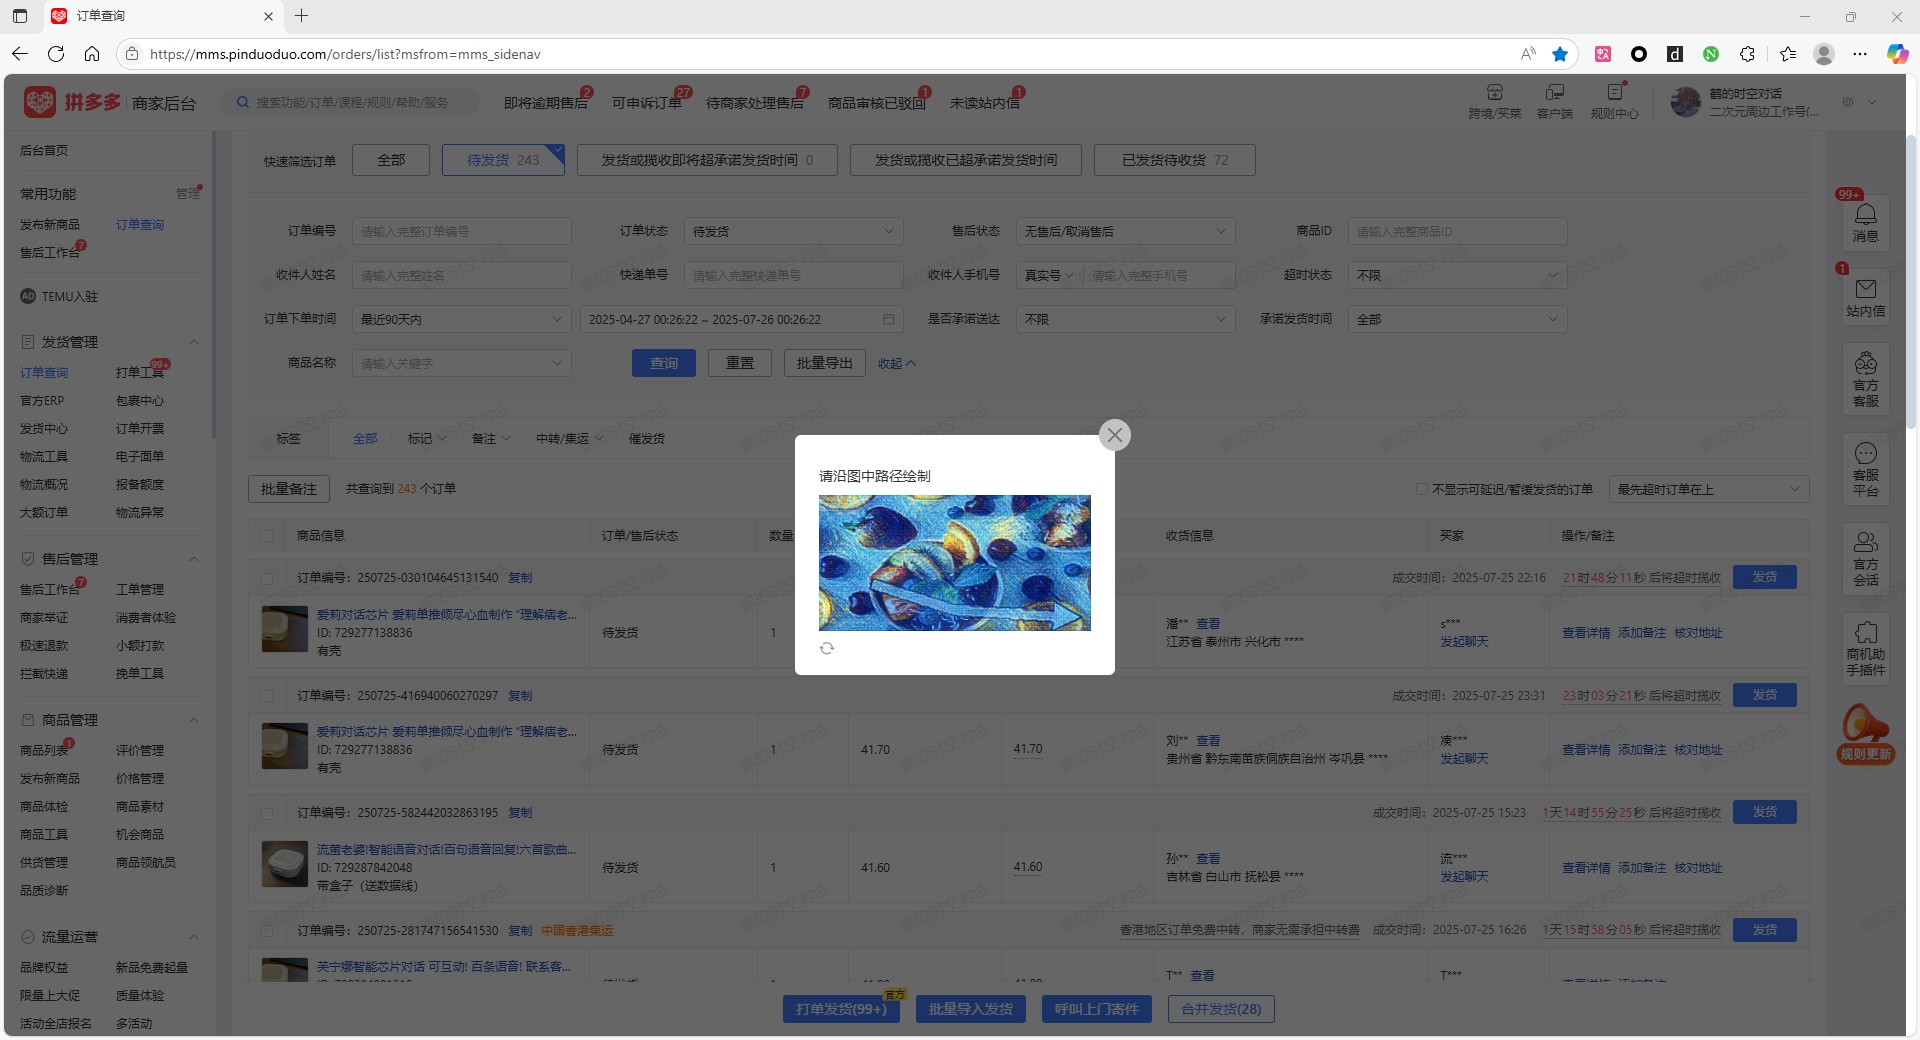 订单查询
https://mms.pinduoduo.com/orders/list?msfrom=mms_sidenav
拼多多 商家后台
搜索功能/订单/课程/规则/帮助/服务
即将逾期售后 2
可申诉订单 27
待商家处理售后 7
商品审核已驳回 1
未读站内信 1
跨境/买菜
客户端
规则中心
鹤的时空对话
二次元周边工作号(...
后台首页
常用功能 管理
发布新商品 订单查询
售后工作台 7
AD TEMU入驻
发货管理
订单查询 打单工具 99+
官方ERP 包裹中心
发货中心 订单开票
物流工具 电子面单
物流概况 报备额度
大额订单 物流异常
售后管理
售后工作台 7 工单管理
商家举证 消费者体验
极速退款 小额打款
拦截快递 挽单工具
商品管理
商品列表 1 评价管理
发布新商品 价格管理
商品体检 商品素材
商品工具 机会商品
供货管理 商品领航员
品质诊断
流量运营
品牌权益 新品免费起量
限量上大促 质量体验
活动全店报名 多活动
快速筛选订单 全部 待发货 243 发货或揽收即将超承诺发货时间 0 发货或揽收已超承诺发货时间 已发货待收货 72
订单编号 请输入完整订单编号 订单状态 待发货 售后状态 无售后/取消售后 商品ID 请输入完整商品ID
收件人姓名 请输入完整姓名 快递单号 请输入完整快递单号 收件人手机号 真实号 请输入完整手机号 超时状态 不限
订单下单时间 最近90天内 2025-04-27 00:26:22 ~ 2025-07-26 00:26:22 是否承诺送达 不限 承诺发货时间 全部
商品名称 请输入关键字 查询 重置 批量导出 收起
标签 全部 标记 备注 中转/集运 催发货
批量备注 共查询到 243 个订单 不显示可延迟/暂缓发货的订单 最先超时订单在上
商品信息 订单/售后状态 数量 收货信息 买家 操作/备注
订单编号：250725-030104645131540 复制 成交时间：2025-07-25 22:16 21时48分11秒 后将超时揽收 发货
爱莉对话芯片 爱莉单推倾尽心血制作 "理解痞老...
ID: 729277138836
有壳
待发货 1
潘** 查看
江苏省 泰州市 兴化市 ****
s***
发起聊天
查看详情 添加备注 核对地址
订单编号：250725-416940060270297 复制 成交时间：2025-07-25 23:31 23时03分21秒 后将超时揽收 发货
爱莉对话芯片 爱莉单推倾尽心血制作 "理解痞老...
ID: 729277138836
有壳
待发货 1 41.70 41.70
刘** 查看
贵州省 黔东南苗族侗族自治州 岑巩县 ****
凑***
发起聊天
查看详情 添加备注 核对地址
订单编号：250725-582442032863195 复制 成交时间：2025-07-25 15:23 1天14时55分25秒 后将超时揽收 发货
流萤老婆!智能语音对话!百句语音回复!六首歌曲...
ID: 729287842048
带盒子（送数据线）
待发货 1 41.60 41.60
孙** 查看
吉林省 白山市 抚松县 ****
流***
发起聊天
查看详情 添加备注 核对地址
订单编号：250725-281747156541530 复制 中国香港集运 香港地区订单免费中转，商家无需承担中转费 成交时间：2025-07-25 16:26 1天15时58分05秒 后将超时揽收 发货
芙宁娜智能芯片对话 可互动! 百条语音! 联系客...
T** 查看
T***
打单发货(99+) 官方
批量导入发货
呼叫上门寄件
合并发货(28)
请沿图中路径绘制
99+
消息
1
站内信
官方
客服
客服
平台
官方
会话
商机助
手插件
规则更新